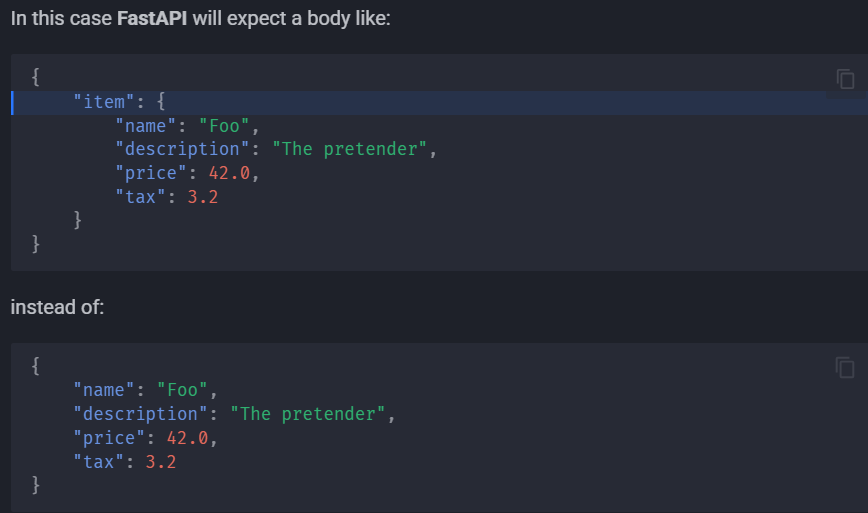 In this case FastAPI will expect a body like:
{
    "item": {
        "name": "Foo",
        "description": "The pretender",
        "price": 42.0,
        "tax": 3.2
    }
}
instead of:
{
    "name": "Foo",
    "description": "The pretender",
    "price": 42.0,
    "tax": 3.2
}